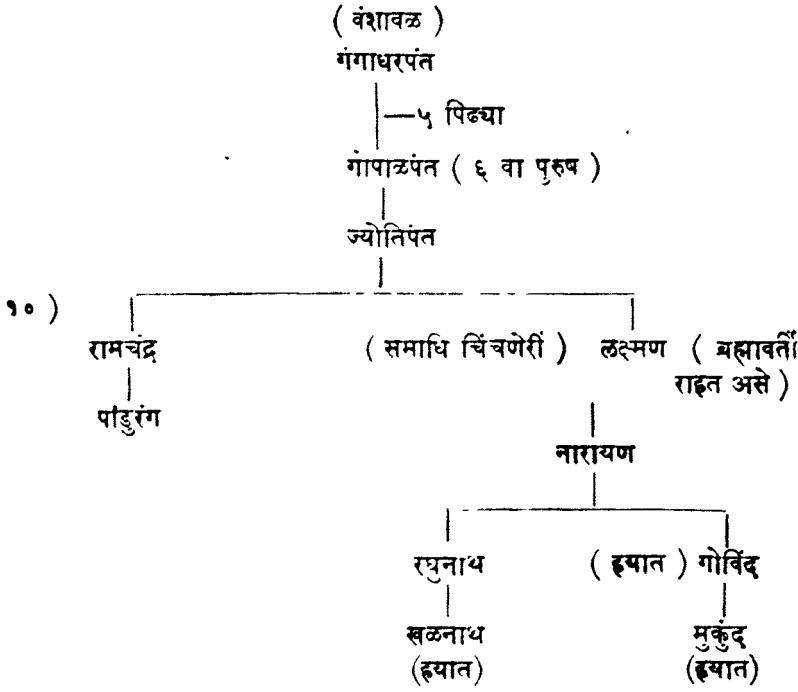 ( वंशावळ )
गंगाधरपंत
—५ पिढ्या
गोपाळपंत ( ६ वा पुरुष )
ज्योतिपंत
१० )
रामचंद्र ( समाधि चिंचणेरीं ) लक्ष्मण ( ब्रह्मावर्तीं
राहत असे )
पांडुरंग
नारायण
रघुनाथ ( हयात ) गोविंद
खळनाथ मुकुंद
(हयात) (हयात)